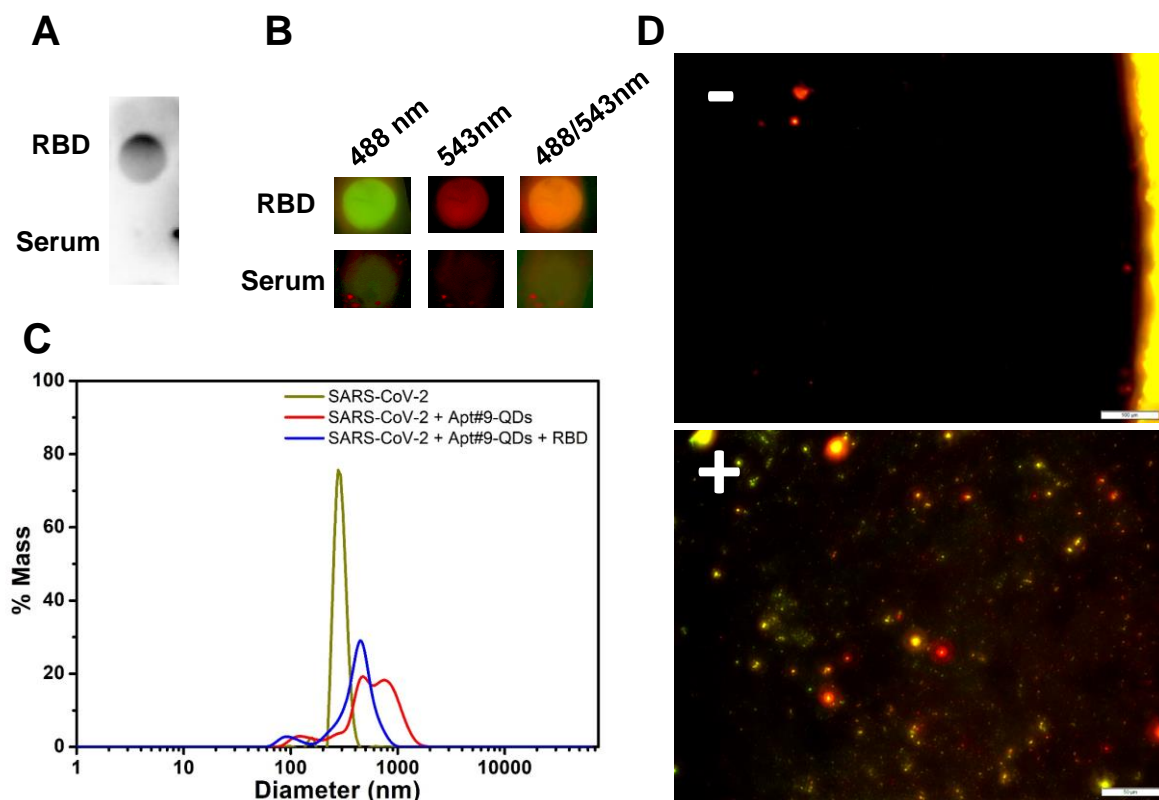 A
RBD
Serum
B
488 nm
543nm
488/543nm
RBD
Serum
C
% Mass
100
80
60
40
20
0
SARS-CoV-2
SARS-CoV-2 + Apt#9-QDs
SARS-CoV-2 + Apt#9-QDs + RBD
1
10
100
1000
10000
Diameter (nm)
D
-
+